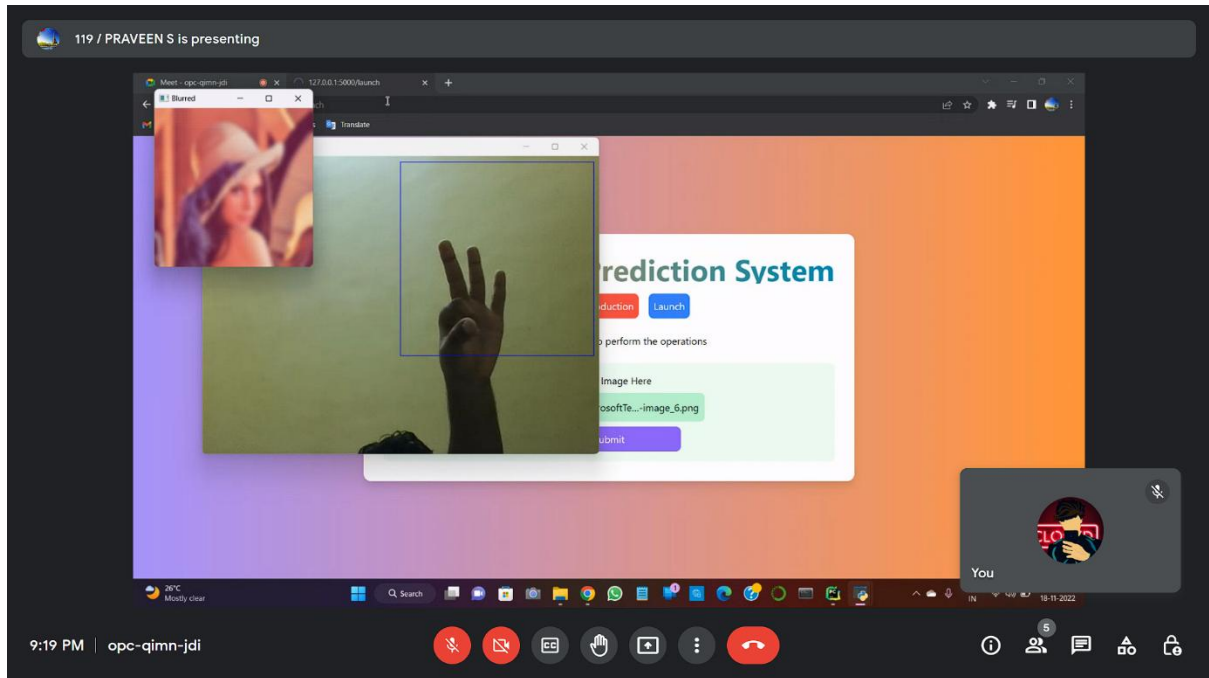 119 / PRAVEEN S is presenting
Meet - opc-qimn-jdi
127.0.0.1:5000/launch
Blurred
Translate
Prediction System
Launch
perform the operations
Image Here
-image_6.png
26°C
Mostly clear
Search
1
IN
18-11-2022
You
9:19 PM | opc-qimn-jdi
CC
5